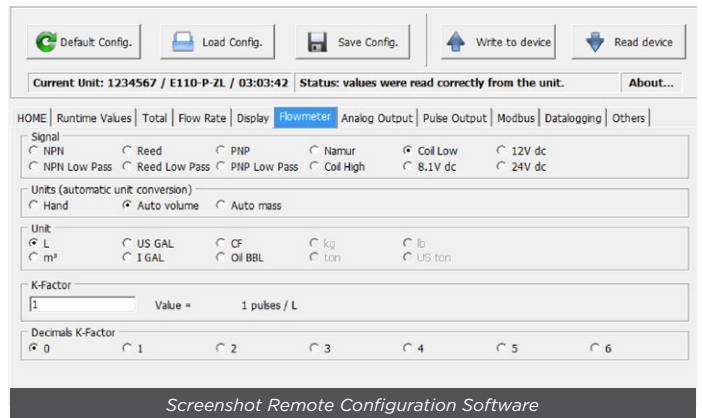 Default Config. Load Config. Save Config. Write to device Read device
Current Unit: 1234567 / E110-P-ZL / 03:03:42 Status: values were read correctly from the unit. About...
HOME Runtime Values Total Flow Rate Display Flowmeter Analog Output Pulse Output Modbus Datalogging Others
Signal
NPN Reed PNP Namur Coil Low 12V dc
NPN Low Pass Reed Low Pass PNP Low Pass Coil High 8.1V dc 24V dc
Units (automatic unit conversion)
Hand Auto volume Auto mass
Unit
L US GAL CF kg lb
m³ I GAL Oil BBL ton US ton
K-Factor
1 Value = 1 pulses / L
Decimals K-Factor
0 1 2 3 4 5 6
Screenshot Remote Configuration Software